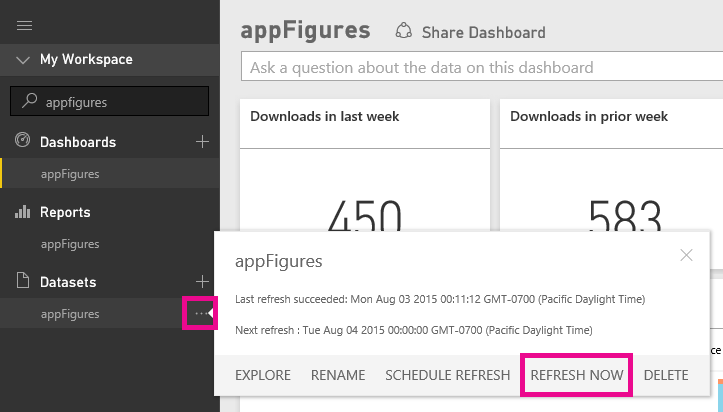 appFigures
Share Dashboard
My Workspace
Ask a question about the data on this dashboard
appfigures
Downloads in last week
Downloads in prior week
Dashboards
appFigures
Reports
450
583
appFigures
Datasets
appFigures
appFigures
Last refresh succeeded: Mon Aug 03 2015 00:11:12 GMT-0700 (Pacific Daylight Time)
Next refresh : Tue Aug 04 2015 00:00:00 GMT-0700 (Pacific Daylight Time)
EXPLORE RENAME SCHEDULE REFRESH REFRESH NOW DELETE